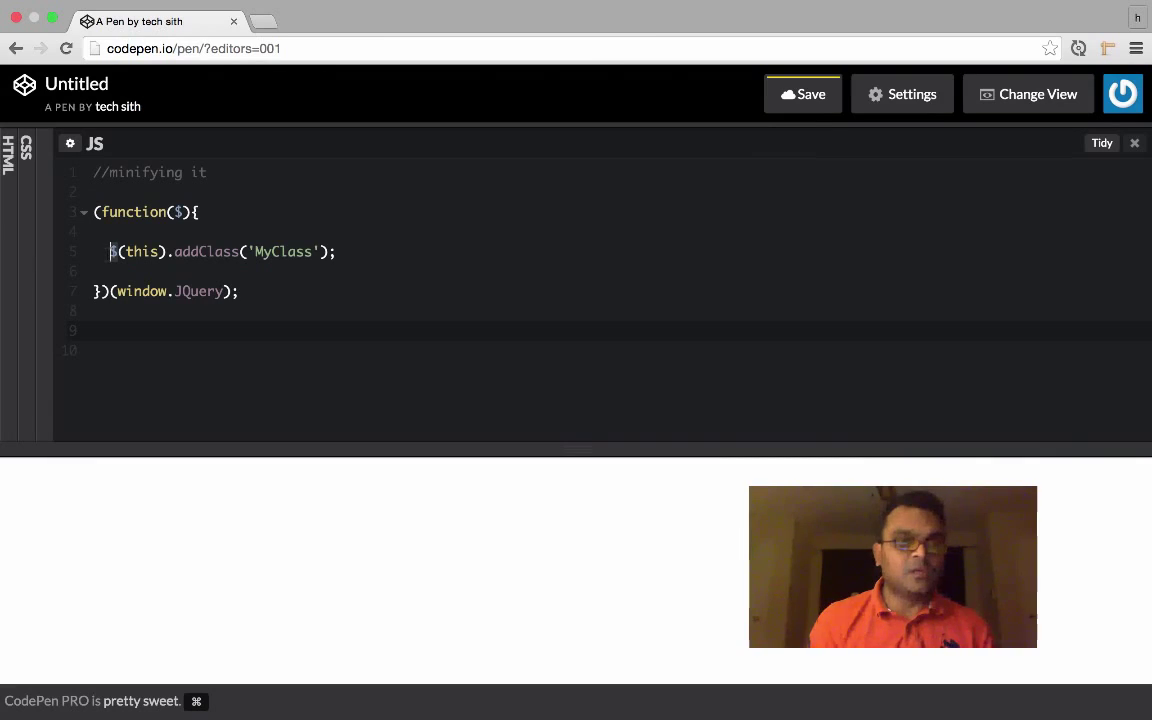 A Pen by tech sith
h
codepen.io/pen/?editors=001
Untitled
A PEN BY tech sith
Save
Settings
Change View
HTML
CSS
JS
Tidy
1 //minifying it
2
3 (function($){
4
5 $(this).addClass('MyClass');
6
7 })(window.JQuery);
8
9
10
CodePen PRO is pretty sweet. ⌘